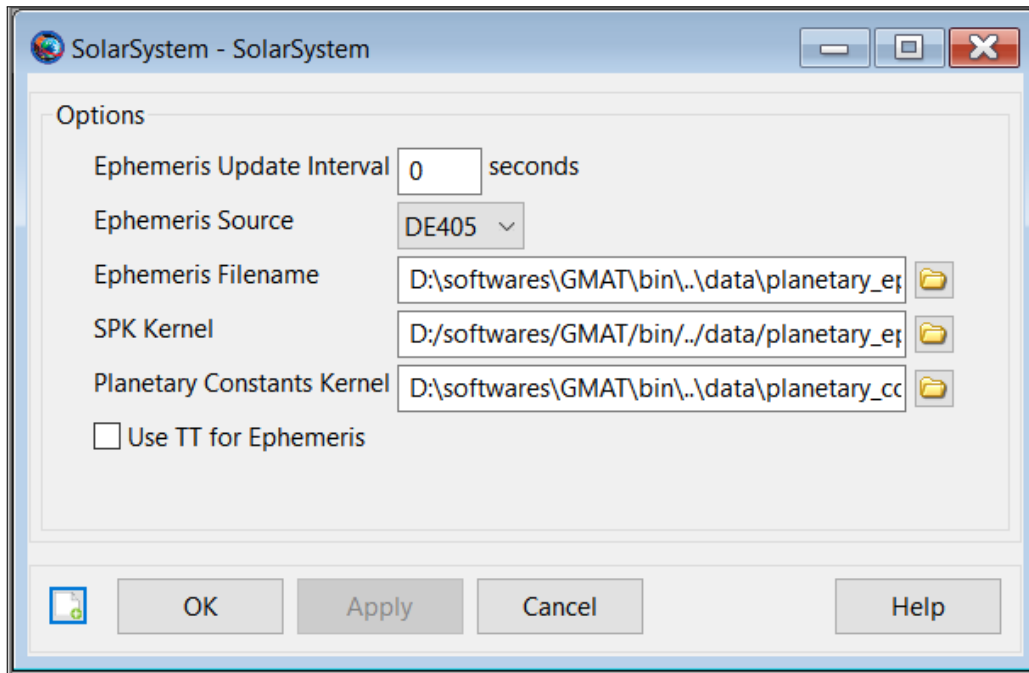 SolarSystem - SolarSystem
Options
Ephemeris Update Interval 0 seconds
Ephemeris Source DE405
Ephemeris Filename D:\softwares\GMAT\bin\..\data\planetary_ep
SPK Kernel D:/softwares/GMAT/bin/../data/planetary_ep
Planetary Constants Kernel D:\softwares\GMAT\bin\..\data\planetary_co
Use TT for Ephemeris
OK Apply Cancel Help